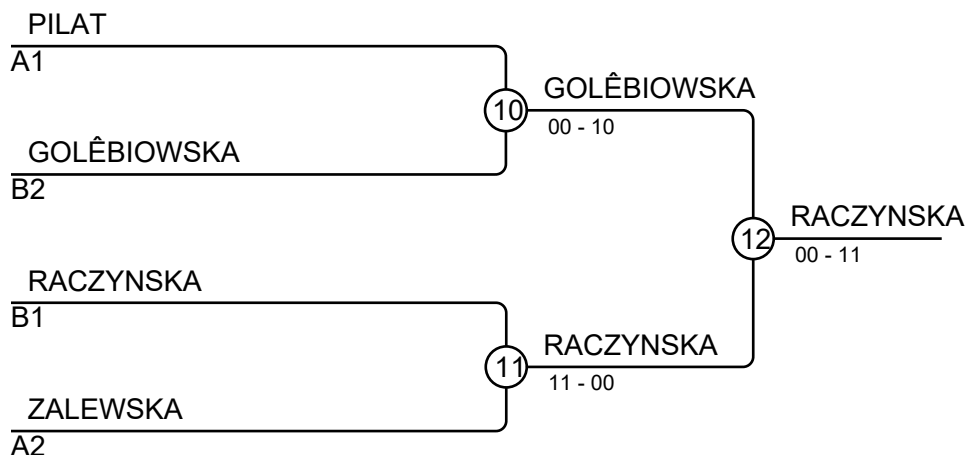 PILAT
A1
10
GOLÊBIOWSKA
00 - 10
GOLÊBIOWSKA
B2
12
RACZYNSKA
00 - 11
RACZYNSKA
B1
11
RACZYNSKA
11 - 00
ZALEWSKA
A2